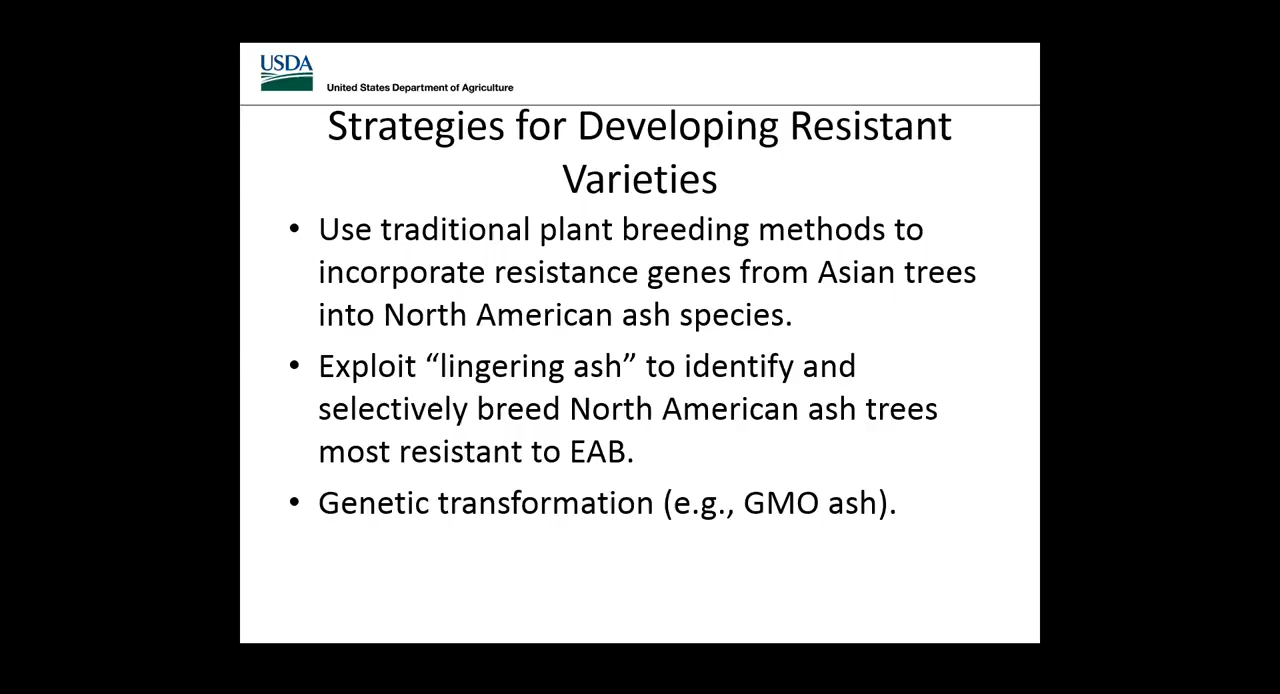 USDA
United States Department of Agriculture
Strategies for Developing Resistant
Varieties
• Use traditional plant breeding methods to
incorporate resistance genes from Asian trees
into North American ash species.
• Exploit “lingering ash” to identify and
selectively breed North American ash trees
most resistant to EAB.
• Genetic transformation (e.g., GMO ash).